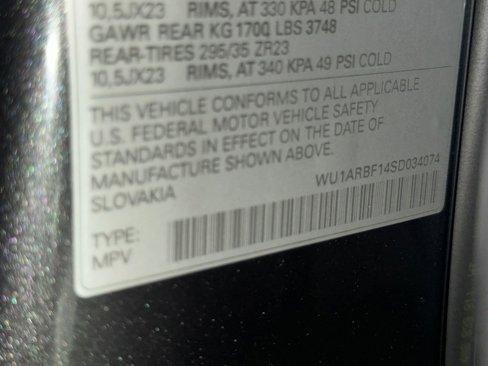 10,5JX23 RIMS, AT 330 KPA 48 PSI COLD
GAWR REAR KG 1700 LBS 3748
REAR-TIRES 295/35 ZR23
10,5JX23 RIMS, AT 340 KPA 49 PSI COLD
THIS VEHICLE CONFORMS TO ALL APPLICABLE
U.S. FEDERAL MOTOR VEHICLE SAFETY
STANDARDS IN EFFECT ON THE DATE OF
MANUFACTURE SHOWN ABOVE.
SLOVAKIA
WU1ARBF14SD034074
TYPE:
MPV